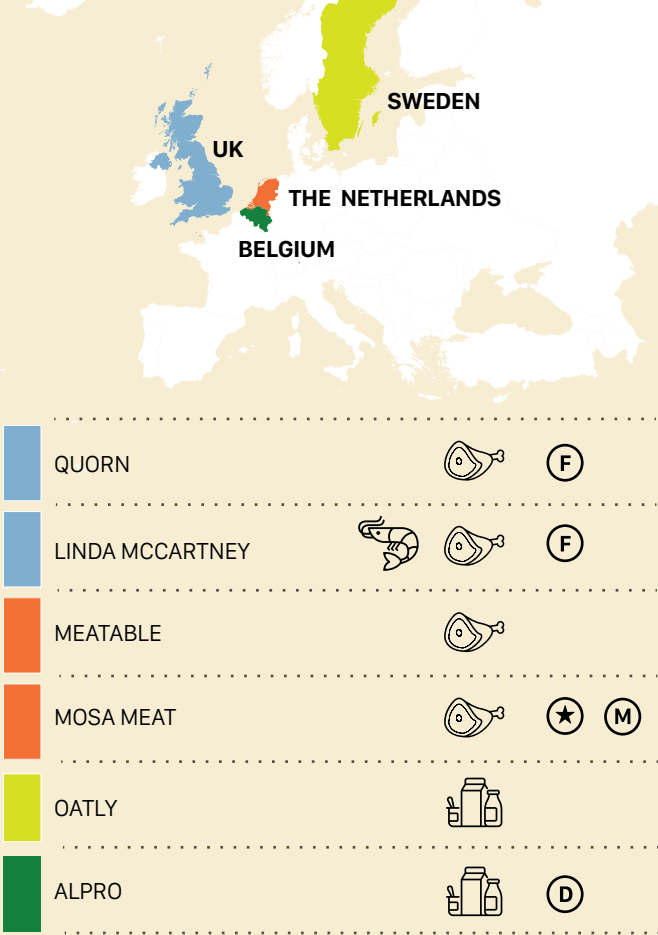 SWEDEN
UK
THE NETHERLANDS
BELGIUM
QUORN F
LINDA MCCARTNEY F
MEATABLE
MOSA MEAT M
OATLY
ALPRO D